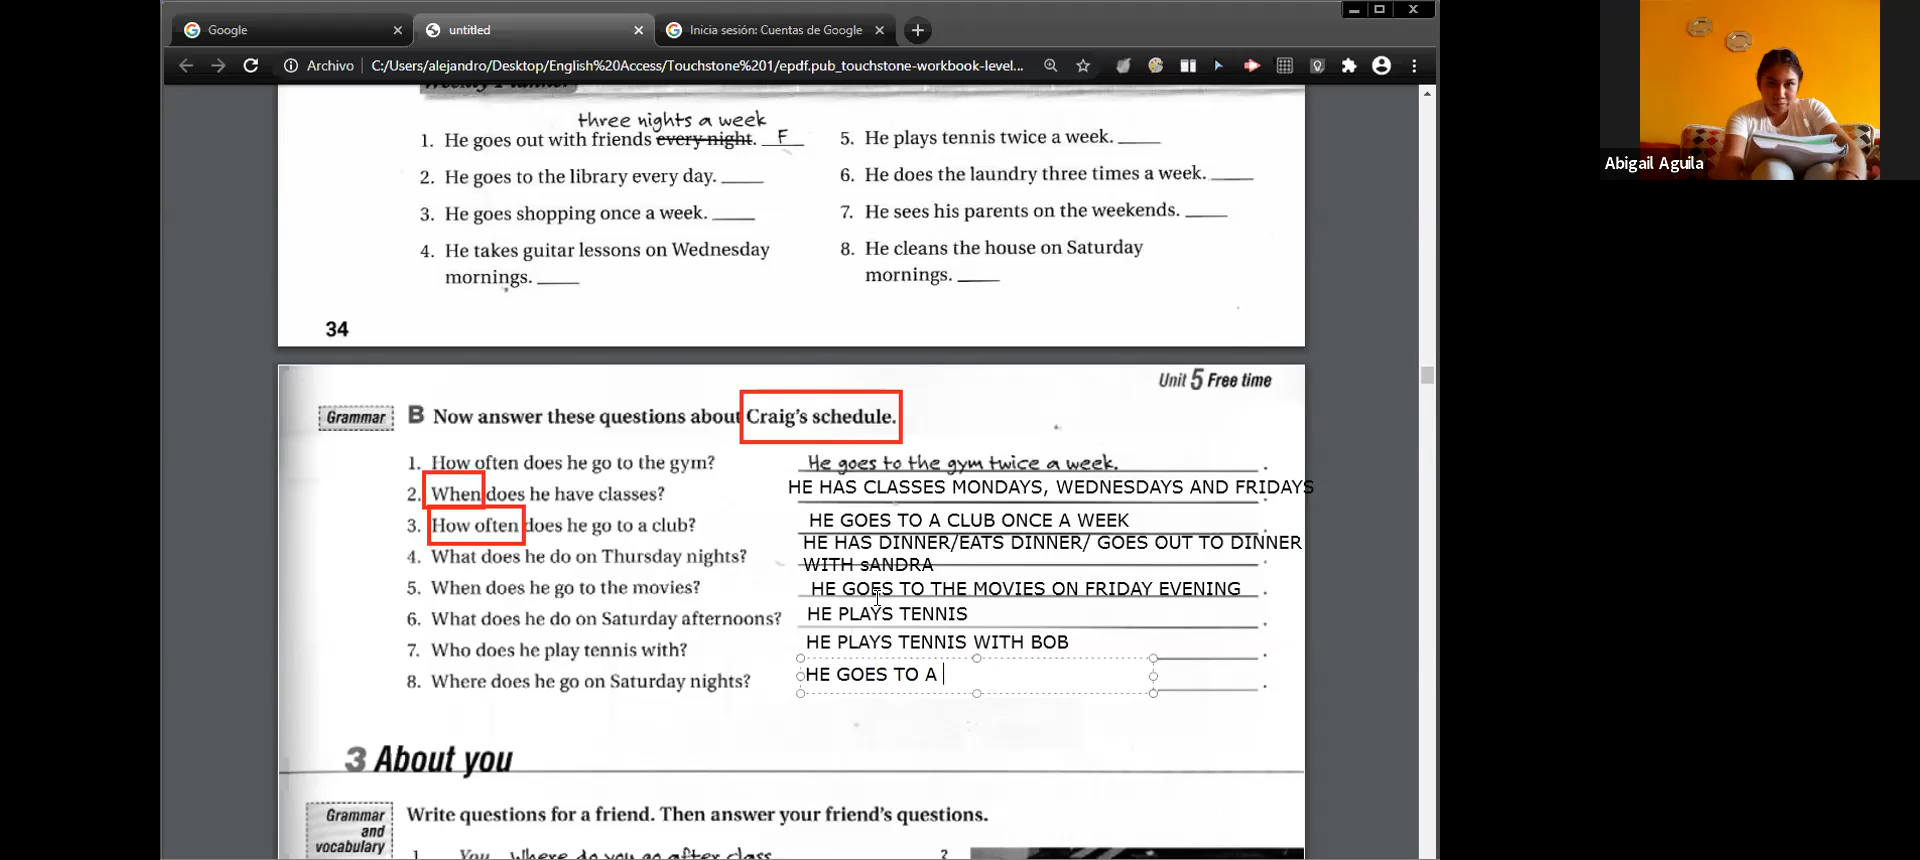 Google
untitled
Inicia sesión: Cuentas de Google
Archivo C:/Users/alejandro/Desktop/English%20Access/Touchstone%201/epdf.pub_touchstone-workbook-level...
Weekly Planner
three nights a week
1. He goes out with friends every night. F
2. He goes to the library every day.
3. He goes shopping once a week.
4. He takes guitar lessons on Wednesday
mornings.
5. He plays tennis twice a week.
6. He does the laundry three times a week.
7. He sees his parents on the weekends.
8. He cleans the house on Saturday
mornings.
34
Unit 5 Free time
Grammar B Now answer these questions about Craig's schedule.
1. How often does he go to the gym? He goes to the gym twice a week.
2. When does he have classes? HE HAS CLASSES MONDAYS, WEDNESDAYS AND FRIDAYS
3. How often does he go to a club? HE GOES TO A CLUB ONCE A WEEK
4. What does he do on Thursday nights? HE HAS DINNER/EATS DINNER/ GOES OUT TO DINNER
WITH sANDRA
5. When does he go to the movies? HE GOES TO THE MOVIES ON FRIDAY EVENING
6. What does he do on Saturday afternoons? HE PLAYS TENNIS
7. Who does he play tennis with? HE PLAYS TENNIS WITH BOB
8. Where does he go on Saturday nights? HE GOES TO A
3 About you
Grammar
and
vocabulary
Write questions for a friend. Then answer your friend's questions.
1. You Where do you go after class ?
Abigail Aguila